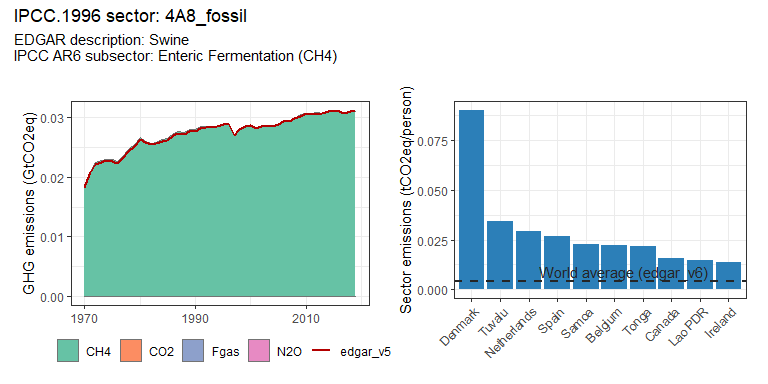 IPCC.1996 sector: 4A8_fossil
EDGAR description: Swine
IPCC AR6 subsector: Enteric Fermentation (CH4)
GHG emissions (GtCO2eq)
0.03
0.02
0.01
0.00
1970
1990
2010
CH4
CO2
Fgas
N2O
edgar_v5
Sector emissions (tCO2eq/person)
0.075
0.050
0.025
0.000
World average (edgar_v6)
Denmark
Tuvalu
Netherlands
Spain
Samoa
Belgium
Tonga
Canada
Lao PDR
Ireland